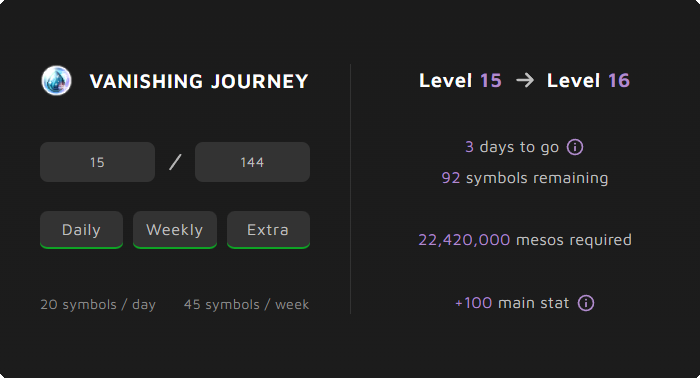 VANISHING JOURNEY
15 / 144
Daily Weekly Extra
20 symbols / day 45 symbols / week
Level 15 → Level 16
3 days to go
92 symbols remaining
22,420,000 mesos required
+100 main stat